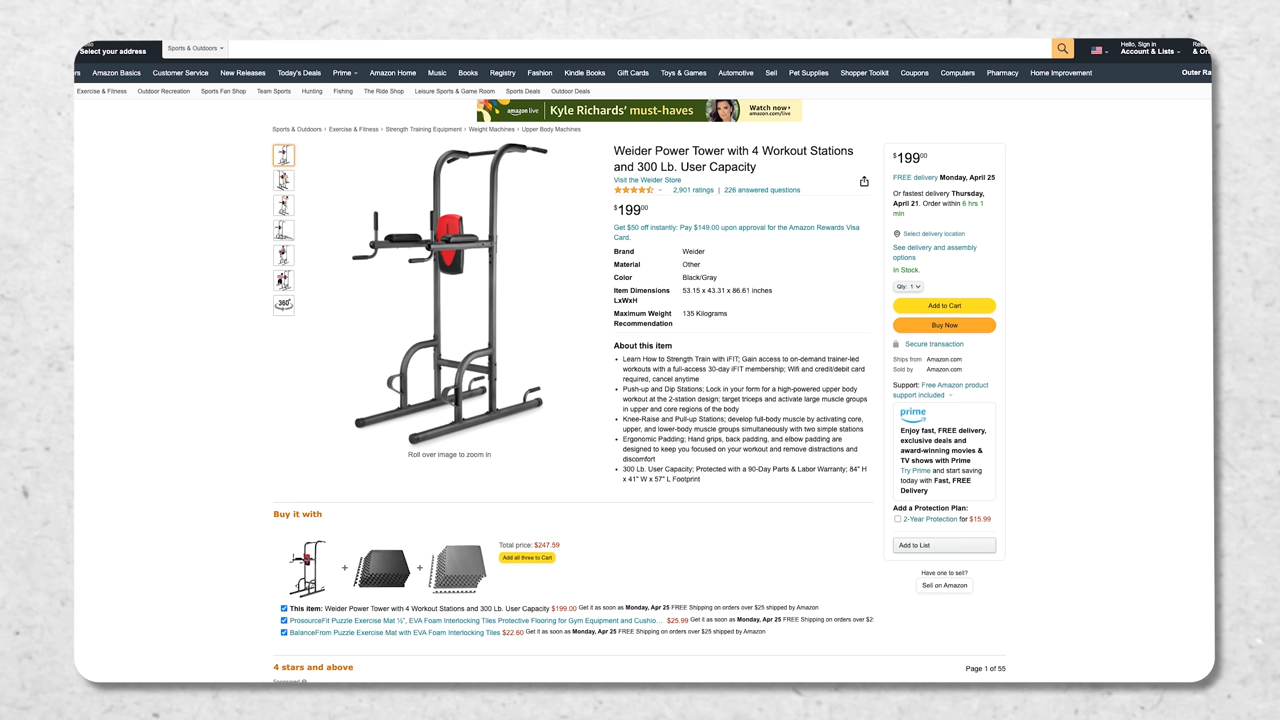 Select your address
Sports & Outdoors
Hello, Sign in
Account & Lists
Amazon Basics Customer Service New Releases Today's Deals Prime Amazon Home Music Books Registry Fashion Kindle Books Gift Cards Toys & Games Automotive Sell Pet Supplies Shopper Toolkit Coupons Computers Pharmacy Home Improvement
Exercise & Fitness Outdoor Recreation Sports Fan Shop Team Sports Hunting Fishing The Ride Shop Leisure Sports & Game Room Sports Deals Outdoor Deals
amazon live Kyle Richards' must-haves Watch now
amazon.com/live
Sports & Outdoors › Exercise & Fitness › Strength Training Equipment › Weight Machines › Upper Body Machines
360°
Roll over image to zoom in
Weider Power Tower with 4 Workout Stations
and 300 Lb. User Capacity
Visit the Weider Store
2,901 ratings | 226 answered questions
$199.00
Get $50 off instantly: Pay $149.00 upon approval for the Amazon Rewards Visa
Card.
Brand Weider
Material Other
Color Black/Gray
Item Dimensions 53.15 x 43.31 x 86.61 inches
LxWxH
Maximum Weight 135 Kilograms
Recommendation
About this item
• Learn How to Strength Train with iFIT; Gain access to on-demand trainer-led
workouts with a full-access 30-day iFIT membership; Wifi and credit/debit card
required, cancel anytime
• Push-up and Dip Stations; Lock in your form for a high-powered upper body
workout at the 2-station design; target triceps and activate large muscle groups
in upper and core regions of the body
• Knee-Raise and Pull-up Stations; develop full-body muscle by activating core,
upper, and lower-body muscle groups simultaneously with two simple stations
• Ergonomic Padding; Hand grips, back padding, and elbow padding are
designed to keep you focused on your workout and remove distractions and
discomfort
• 300 Lb. User Capacity; Protected with a 90-Day Parts & Labor Warranty; 84" H
x 41" W x 57" L Footprint
$199.00
FREE delivery Monday, April 25
Or fastest delivery Thursday,
April 21. Order within 6 hrs 1
min
Select delivery location
See delivery and assembly
options
In Stock.
Qty: 1
Add to Cart
Buy Now
Secure transaction
Ships from Amazon.com
Sold by Amazon.com
Support: Free Amazon product
support included
prime
Enjoy fast, FREE delivery,
exclusive deals and
award-winning movies &
TV shows with Prime
Try Prime and start saving
today with Fast, FREE
Delivery
Add a Protection Plan:
2-Year Protection for $15.99
Add to List
Have one to sell?
Sell on Amazon
Buy it with
+ +
Total price: $247.59
Add all three to Cart
This item: Weider Power Tower with 4 Workout Stations and 300 Lb. User Capacity $199.00 Get it as soon as Monday, Apr 25 FREE Shipping on orders over $25 shipped by Amazon
ProsourceFit Puzzle Exercise Mat ½", EVA Foam Interlocking Tiles Protective Flooring for Gym Equipment and Cushio... $25.99 Get it as soon as Monday, Apr 25 FREE Shipping on orders over $2
BalanceFrom Puzzle Exercise Mat with EVA Foam Interlocking Tiles $22.60 Get it as soon as Monday, Apr 25 FREE Shipping on orders over $25 shipped by Amazon
4 stars and above
Page 1 of 55